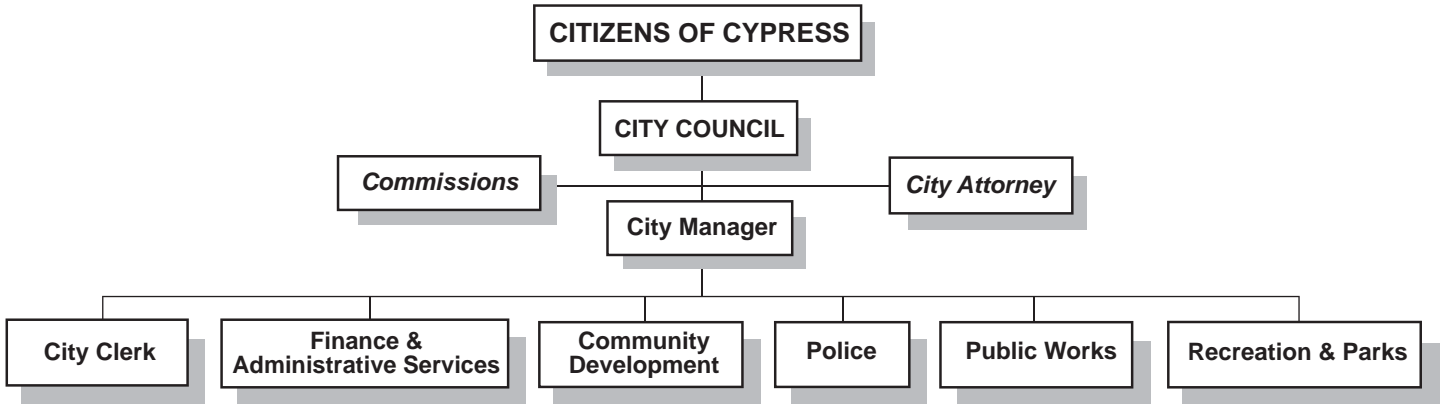 CITIZENS OF CYPRESS
CITY COUNCIL
Commissions
City Attorney
City Manager
City Clerk
Finance &
Administrative Services
Community
Development
Police
Public Works
Recreation & Parks